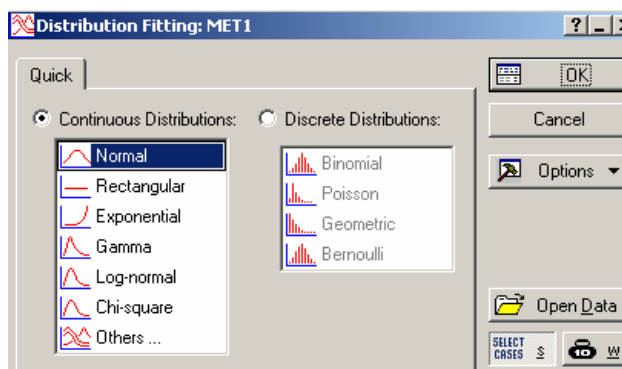 Distribution Fitting: MET1
Quick
Continuous Distributions:
Normal
Rectangular
Exponential
Gamma
Log-normal
Chi-square
Others ...
Discrete Distributions:
Binomial
Poisson
Geometric
Bernoulli
OK
Cancel
Options
Open Data
SELECT
CASES S
W